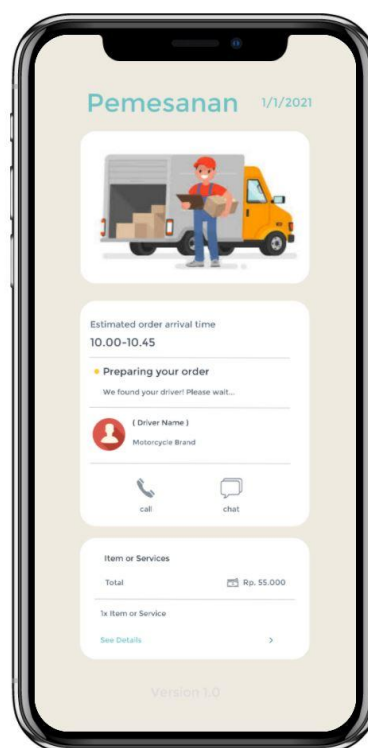 Pemesanan 1/1/2021
Estimated order arrival time
10.00-10.45
Preparing your order
We found your driver! Please wait...
( Driver Name )
Motorcycle Brand
call chat
Item or Services
Total Rp. 55.000
1x Item or Service
See Details >
Version 1.0